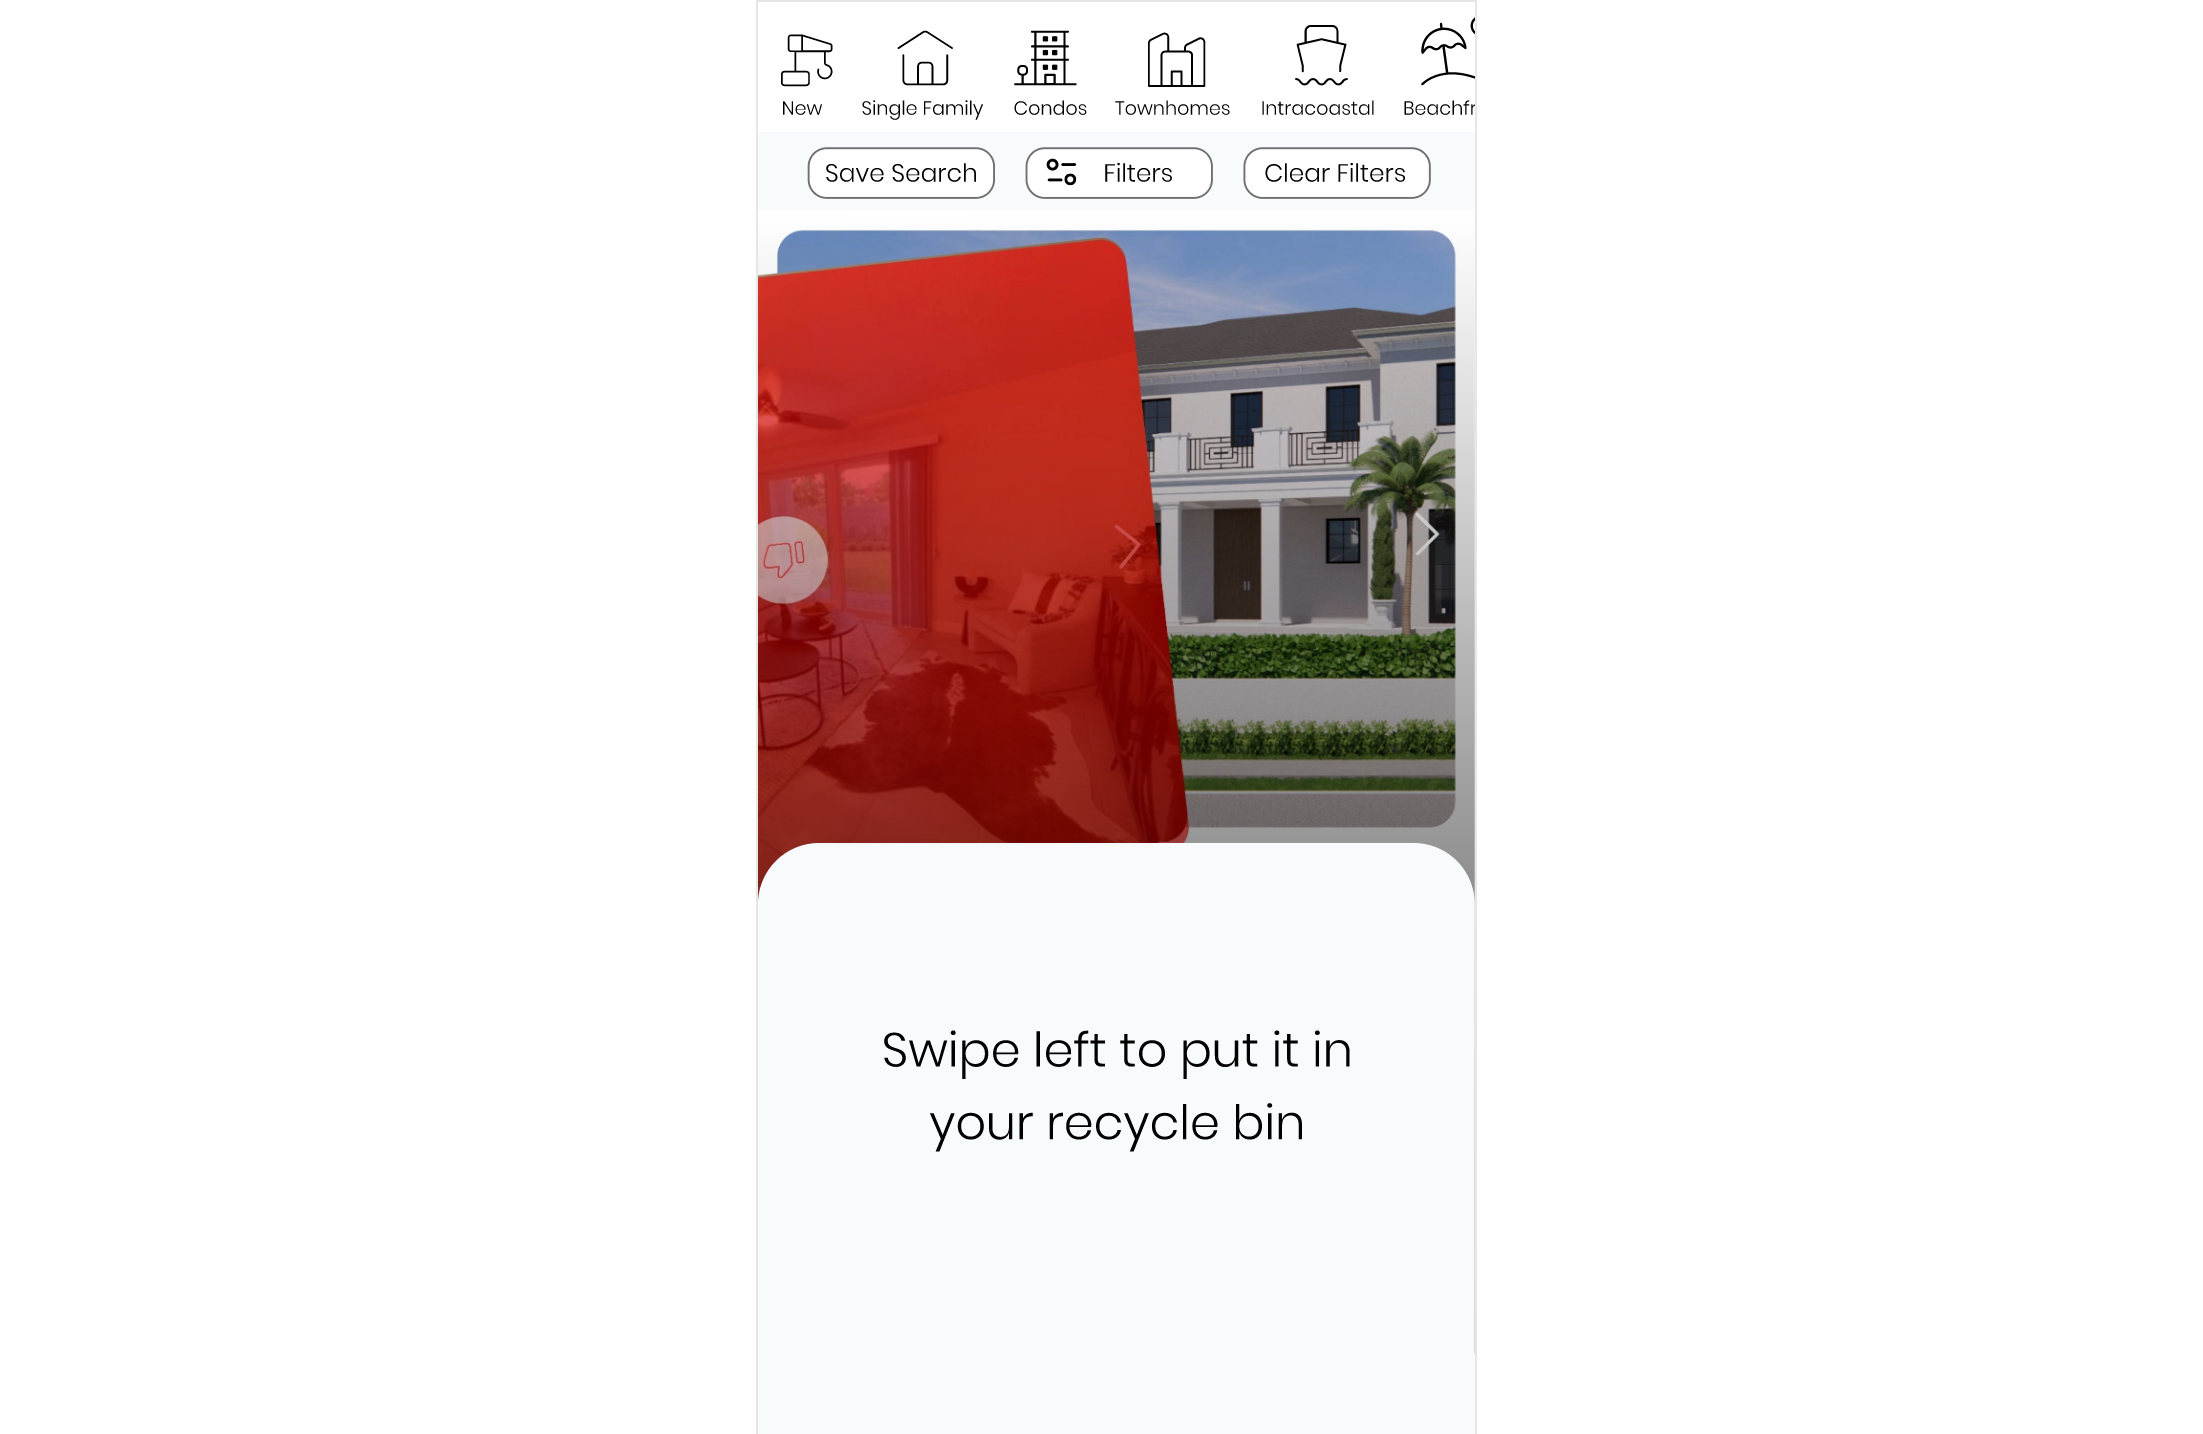 New
Single Family
Condos
Townhomes
Intracoastal
Beachfr
Save Search
Filters
Clear Filters
Swipe left to put it in
your recycle bin